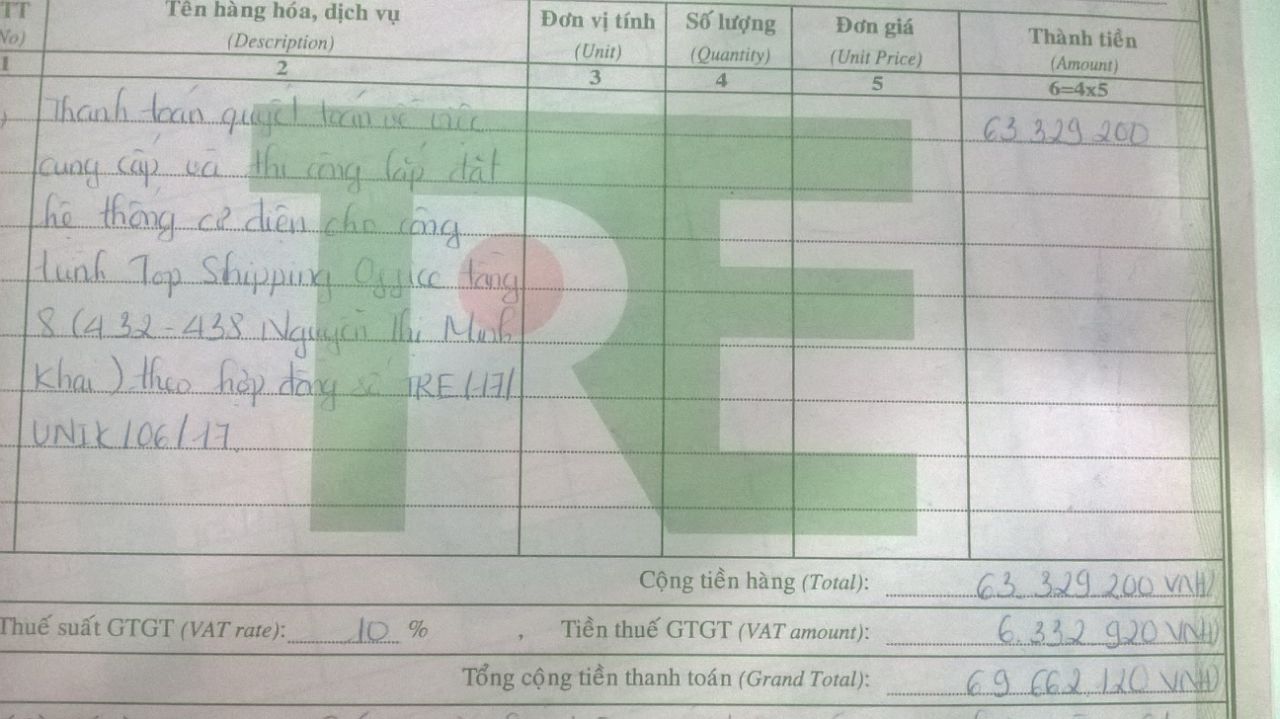 TT Tên hàng hóa, dịch vụ Đơn vị tính Số lượng Đơn giá Thành tiền
No) (Description) (Unit) (Quantity) (Unit Price) (Amount)
1 2 3 4 5 6=4x5
Thanh toán quyết toán về việc 63 329 200
cung cấp và thi công lắp đặt
hệ thống cơ điện cho công
trình Top Shipping Office tầng
8 (432-438 Nguyễn Thị Minh
Khai) theo hợp đồng số TRE/17/
UNIK/06/17
TRE
Cộng tiền hàng (Total): 63 329 200 VNĐ
Thuế suất GTGT (VAT rate): 10 % , Tiền thuế GTGT (VAT amount): 6 332 920 VNĐ
Tổng cộng tiền thanh toán (Grand Total): 69 662 120 VNĐ